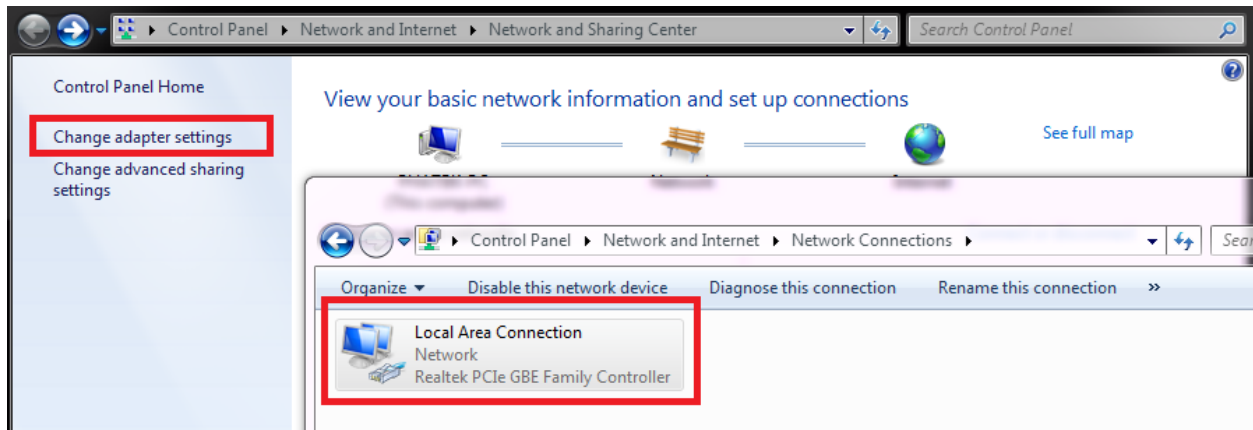 Control Panel Network and Internet Network and Sharing Center Search Control Panel
Control Panel Home
View your basic network information and set up connections
Change adapter settings
See full map
Change advanced sharing
settings
(This computer)
Control Panel Network and Internet Network Connections
Organize Disable this network device Diagnose this connection Rename this connection »
Local Area Connection
Network
Realtek PCIe GBE Family Controller